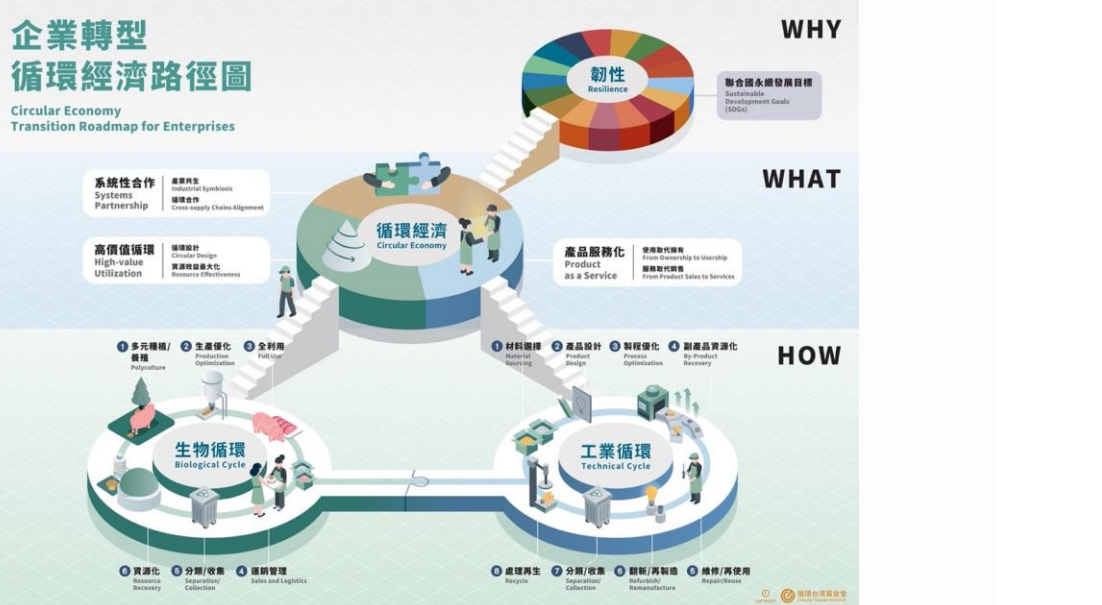 企業轉型
循環經濟路徑圖
Circular Economy
Transition Roadmap for Enterprises
WHY
韌性
Resilience
聯合國永續發展目標
Sustainable
Development Goals
(SDGs)
WHAT
系統性合作
Systems
Partnership
產業共生
Industrial Symbiosis
循環合作
Cross-supply Chains Alignment
循環經濟
Circular Economy
高價值循環
High-value
Utilization
循環設計
Circular Design
資源效益最大化
Resource Effectiveness
產品服務化
Product
as a Service
使用取代擁有
From Ownership to Usership
服務取代銷售
From Product Sales to Services
HOW
1 多元種植/
養殖
Polyculture
2 生產優化
Production
Optimization
3 全利用
Full Use
1 材料選擇
Material
Sourcing
2 產品設計
Product
Design
3 製程優化
Process
Optimization
4 副產品資源化
By-Product
Recovery
生物循環
Biological Cycle
工業循環
Technical Cycle
6 資源化
Resource
Recovery
5 分類/收集
Separation/
Collection
4 運銷管理
Sales and Logistics
8 處理再生
Recycle
7 分類/收集
Separation/
Collection
6 翻新/再製造
Refurbish/
Remanufacture
5 維修/再使用
Repair/Reuse
循環台灣基金會
Circular Taiwan Network